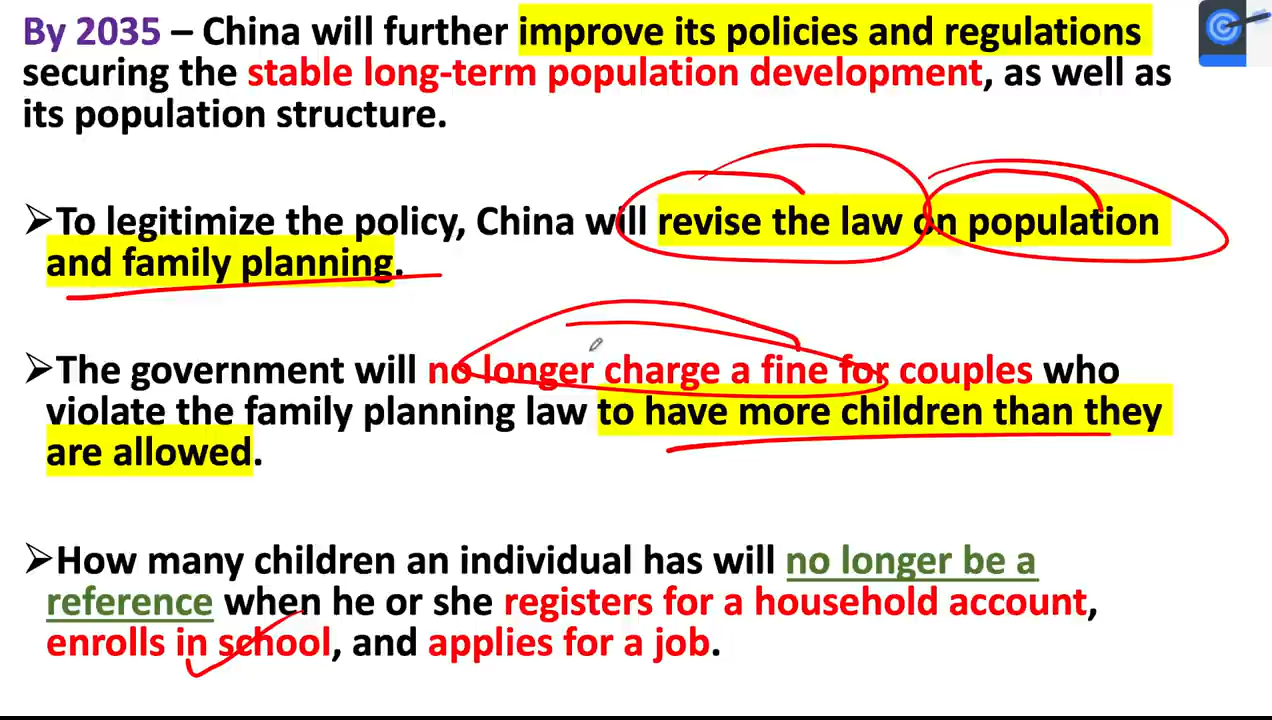 By 2035 – China will further improve its policies and regulations
securing the stable long-term population development, as well as
its population structure.
➢To legitimize the policy, China will revise the law on population
and family planning.
➢The government will no longer charge a fine for couples who
violate the family planning law to have more children than they
are allowed.
➢How many children an individual has will no longer be a
reference when he or she registers for a household account,
enrolls in school, and applies for a job.